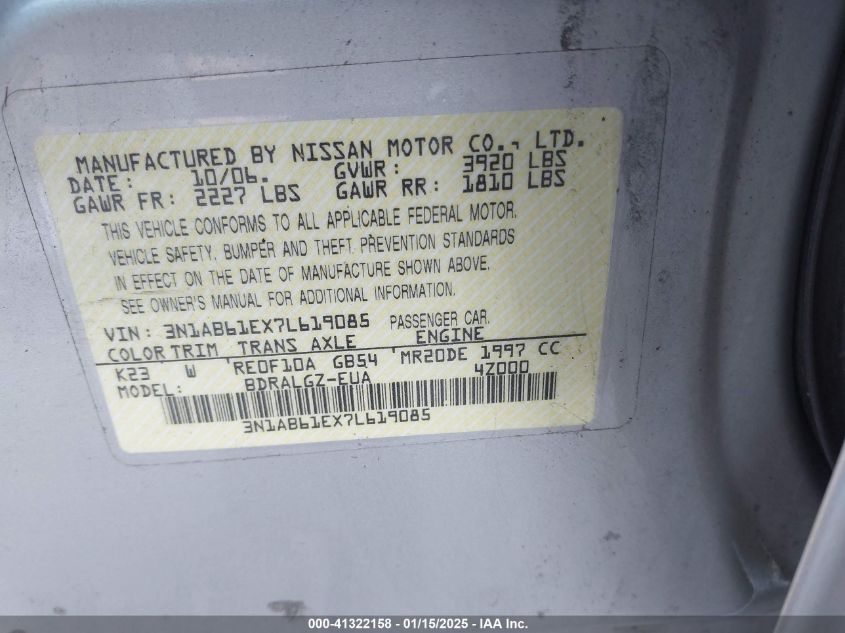 MANUFACTURED BY NISSAN MOTOR CO., LTD.
DATE: 10/06. GVWR: 3920 LBS
GAWR FR: 2227 LBS GAWR RR: 1810 LBS
THIS VEHICLE CONFORMS TO ALL APPLICABLE FEDERAL MOTOR.
VEHICLE SAFETY, BUMPER AND THEFT PREVENTION STANDARDS
IN EFFECT ON THE DATE OF MANUFACTURE SHOWN ABOVE.
SEE OWNER'S MANUAL FOR ADDITIONAL INFORMATION.
VIN: 3N1AB61EX7L619085 PASSENGER CAR.
COLOR TRIM TRANS AXLE ENGINE
K23 W RE0F10A GB54 MR20DE 1997 CC
MODEL: BDRALGZ-EUA 4Z000
3N1AB61EX7L619085
000-41322158 - 01/15/2025 - IAA Inc.